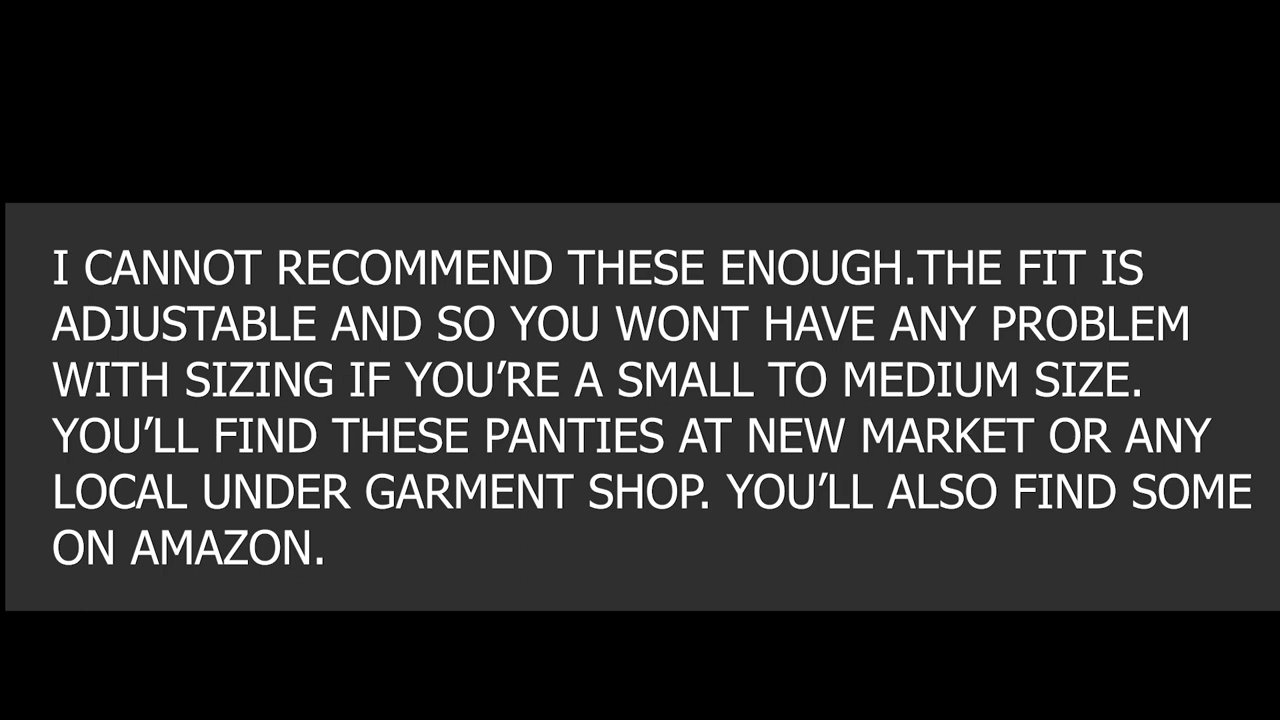 I CANNOT RECOMMEND THESE ENOUGH.THE FIT IS
ADJUSTABLE AND SO YOU WONT HAVE ANY PROBLEM
WITH SIZING IF YOU’RE A SMALL TO MEDIUM SIZE.
YOU’LL FIND THESE PANTIES AT NEW MARKET OR ANY
LOCAL UNDER GARMENT SHOP. YOU’LL ALSO FIND SOME
ON AMAZON.